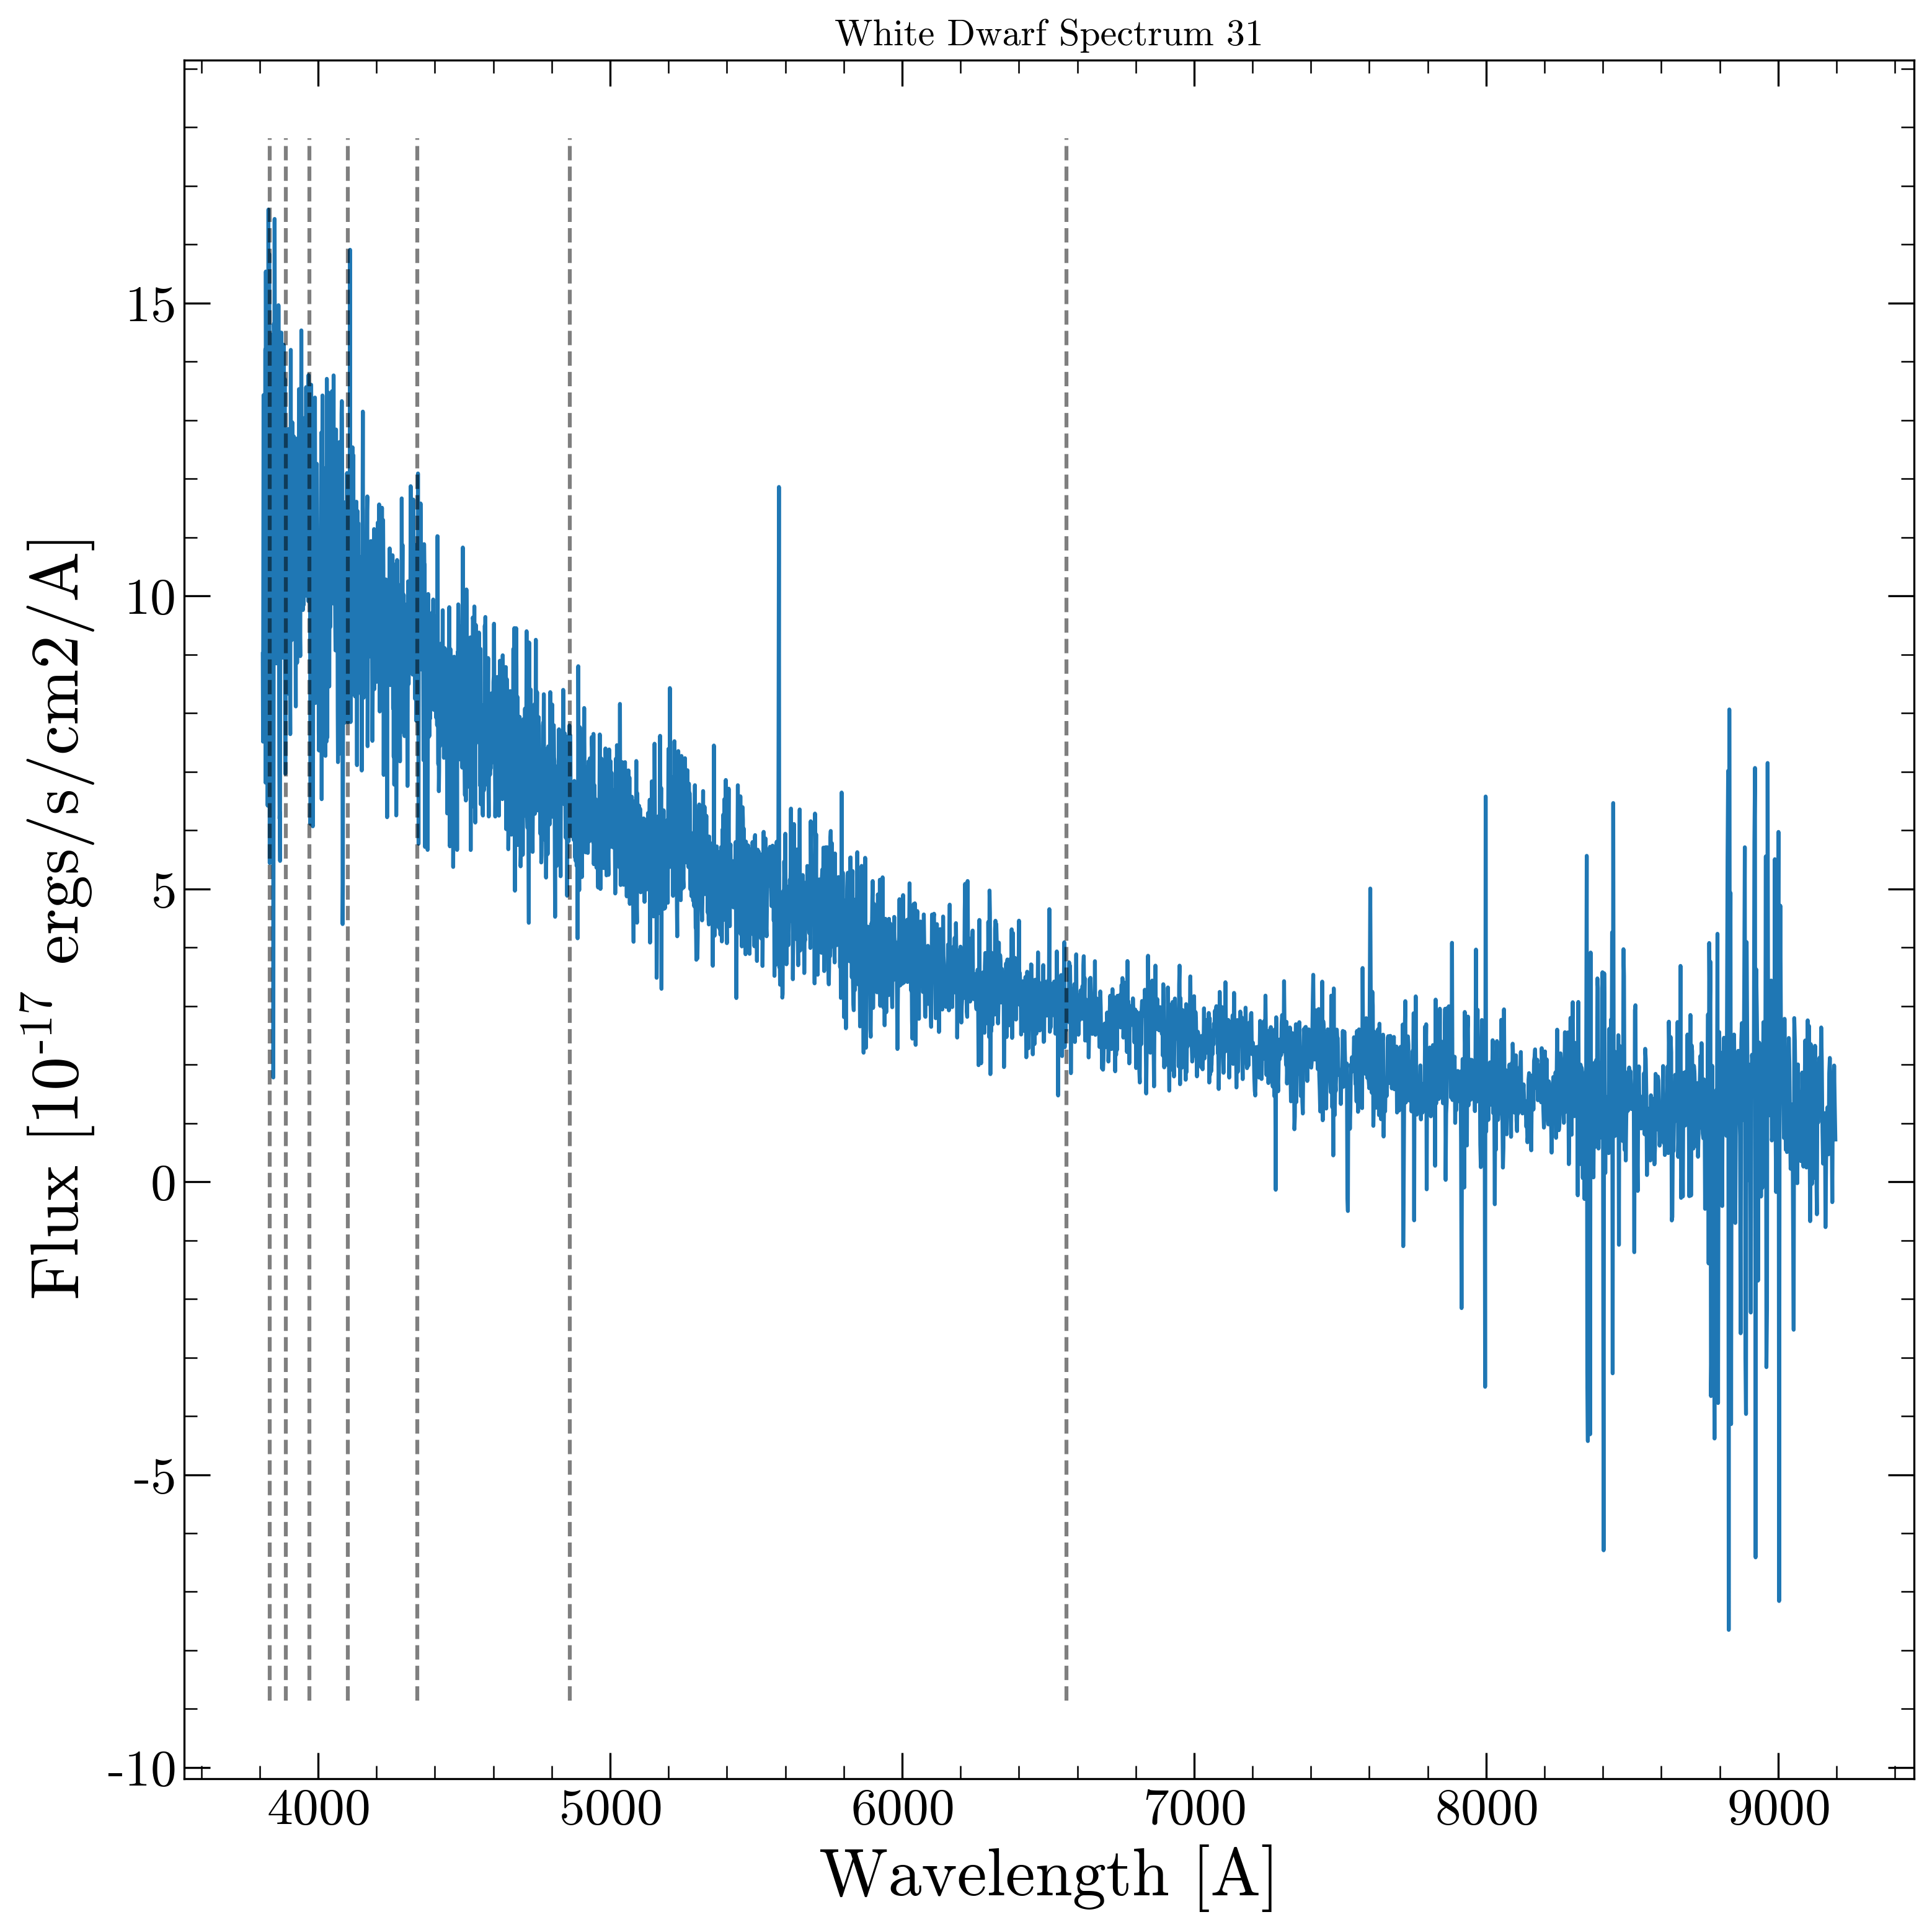 White Dwarf Spectrum 31
Flux [10-17 ergs/s/cm2/A]
15
10
5
0
-5
-10
4000 5000 6000 7000 8000 9000
Wavelength [A]